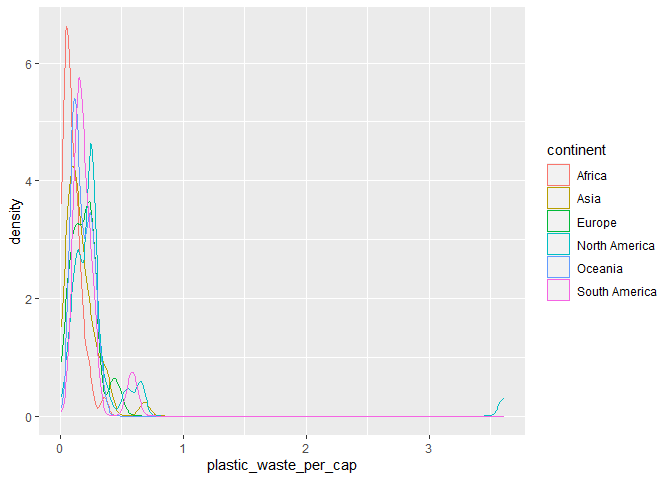 6
4
2
0
density
0 1 2 3
plastic_waste_per_cap
continent
Africa
Asia
Europe
North America
Oceania
South America